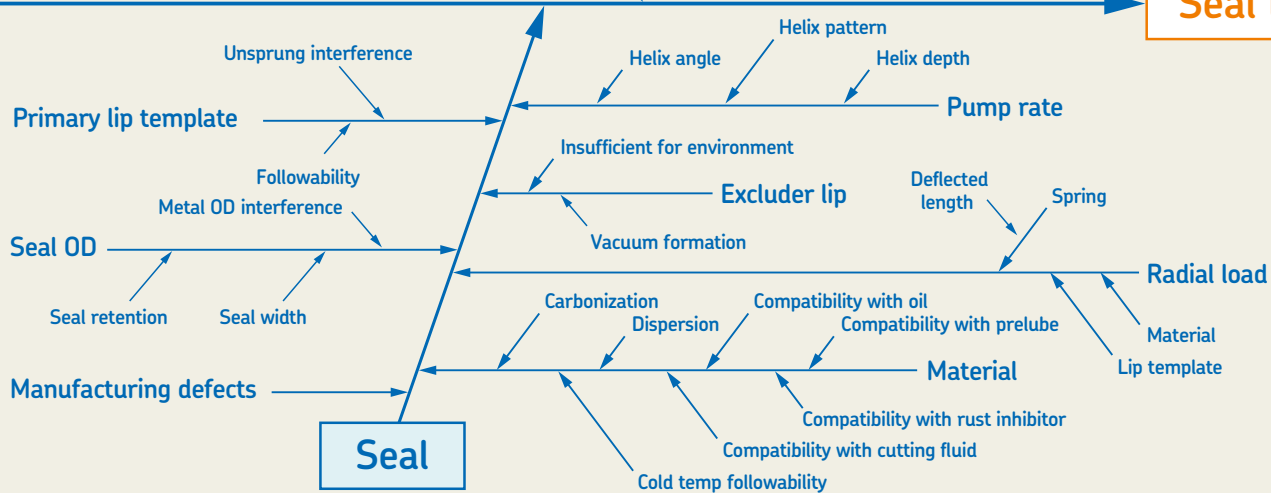 Seal
Helix pattern
Unsprung interference
Helix angle
Helix depth
Primary lip template
Pump rate
Followability
Insufficient for environment
Excluder lip
Deflected
length
Spring
Metal OD interference
Vacuum formation
Seal OD
Radial load
Seal retention
Seal width
Carbonization
Dispersion
Compatibility with oil
Compatibility with prelube
Material
Lip template
Manufacturing defects
Material
Compatibility with rust inhibitor
Compatibility with cutting fluid
Cold temp followability
Seal